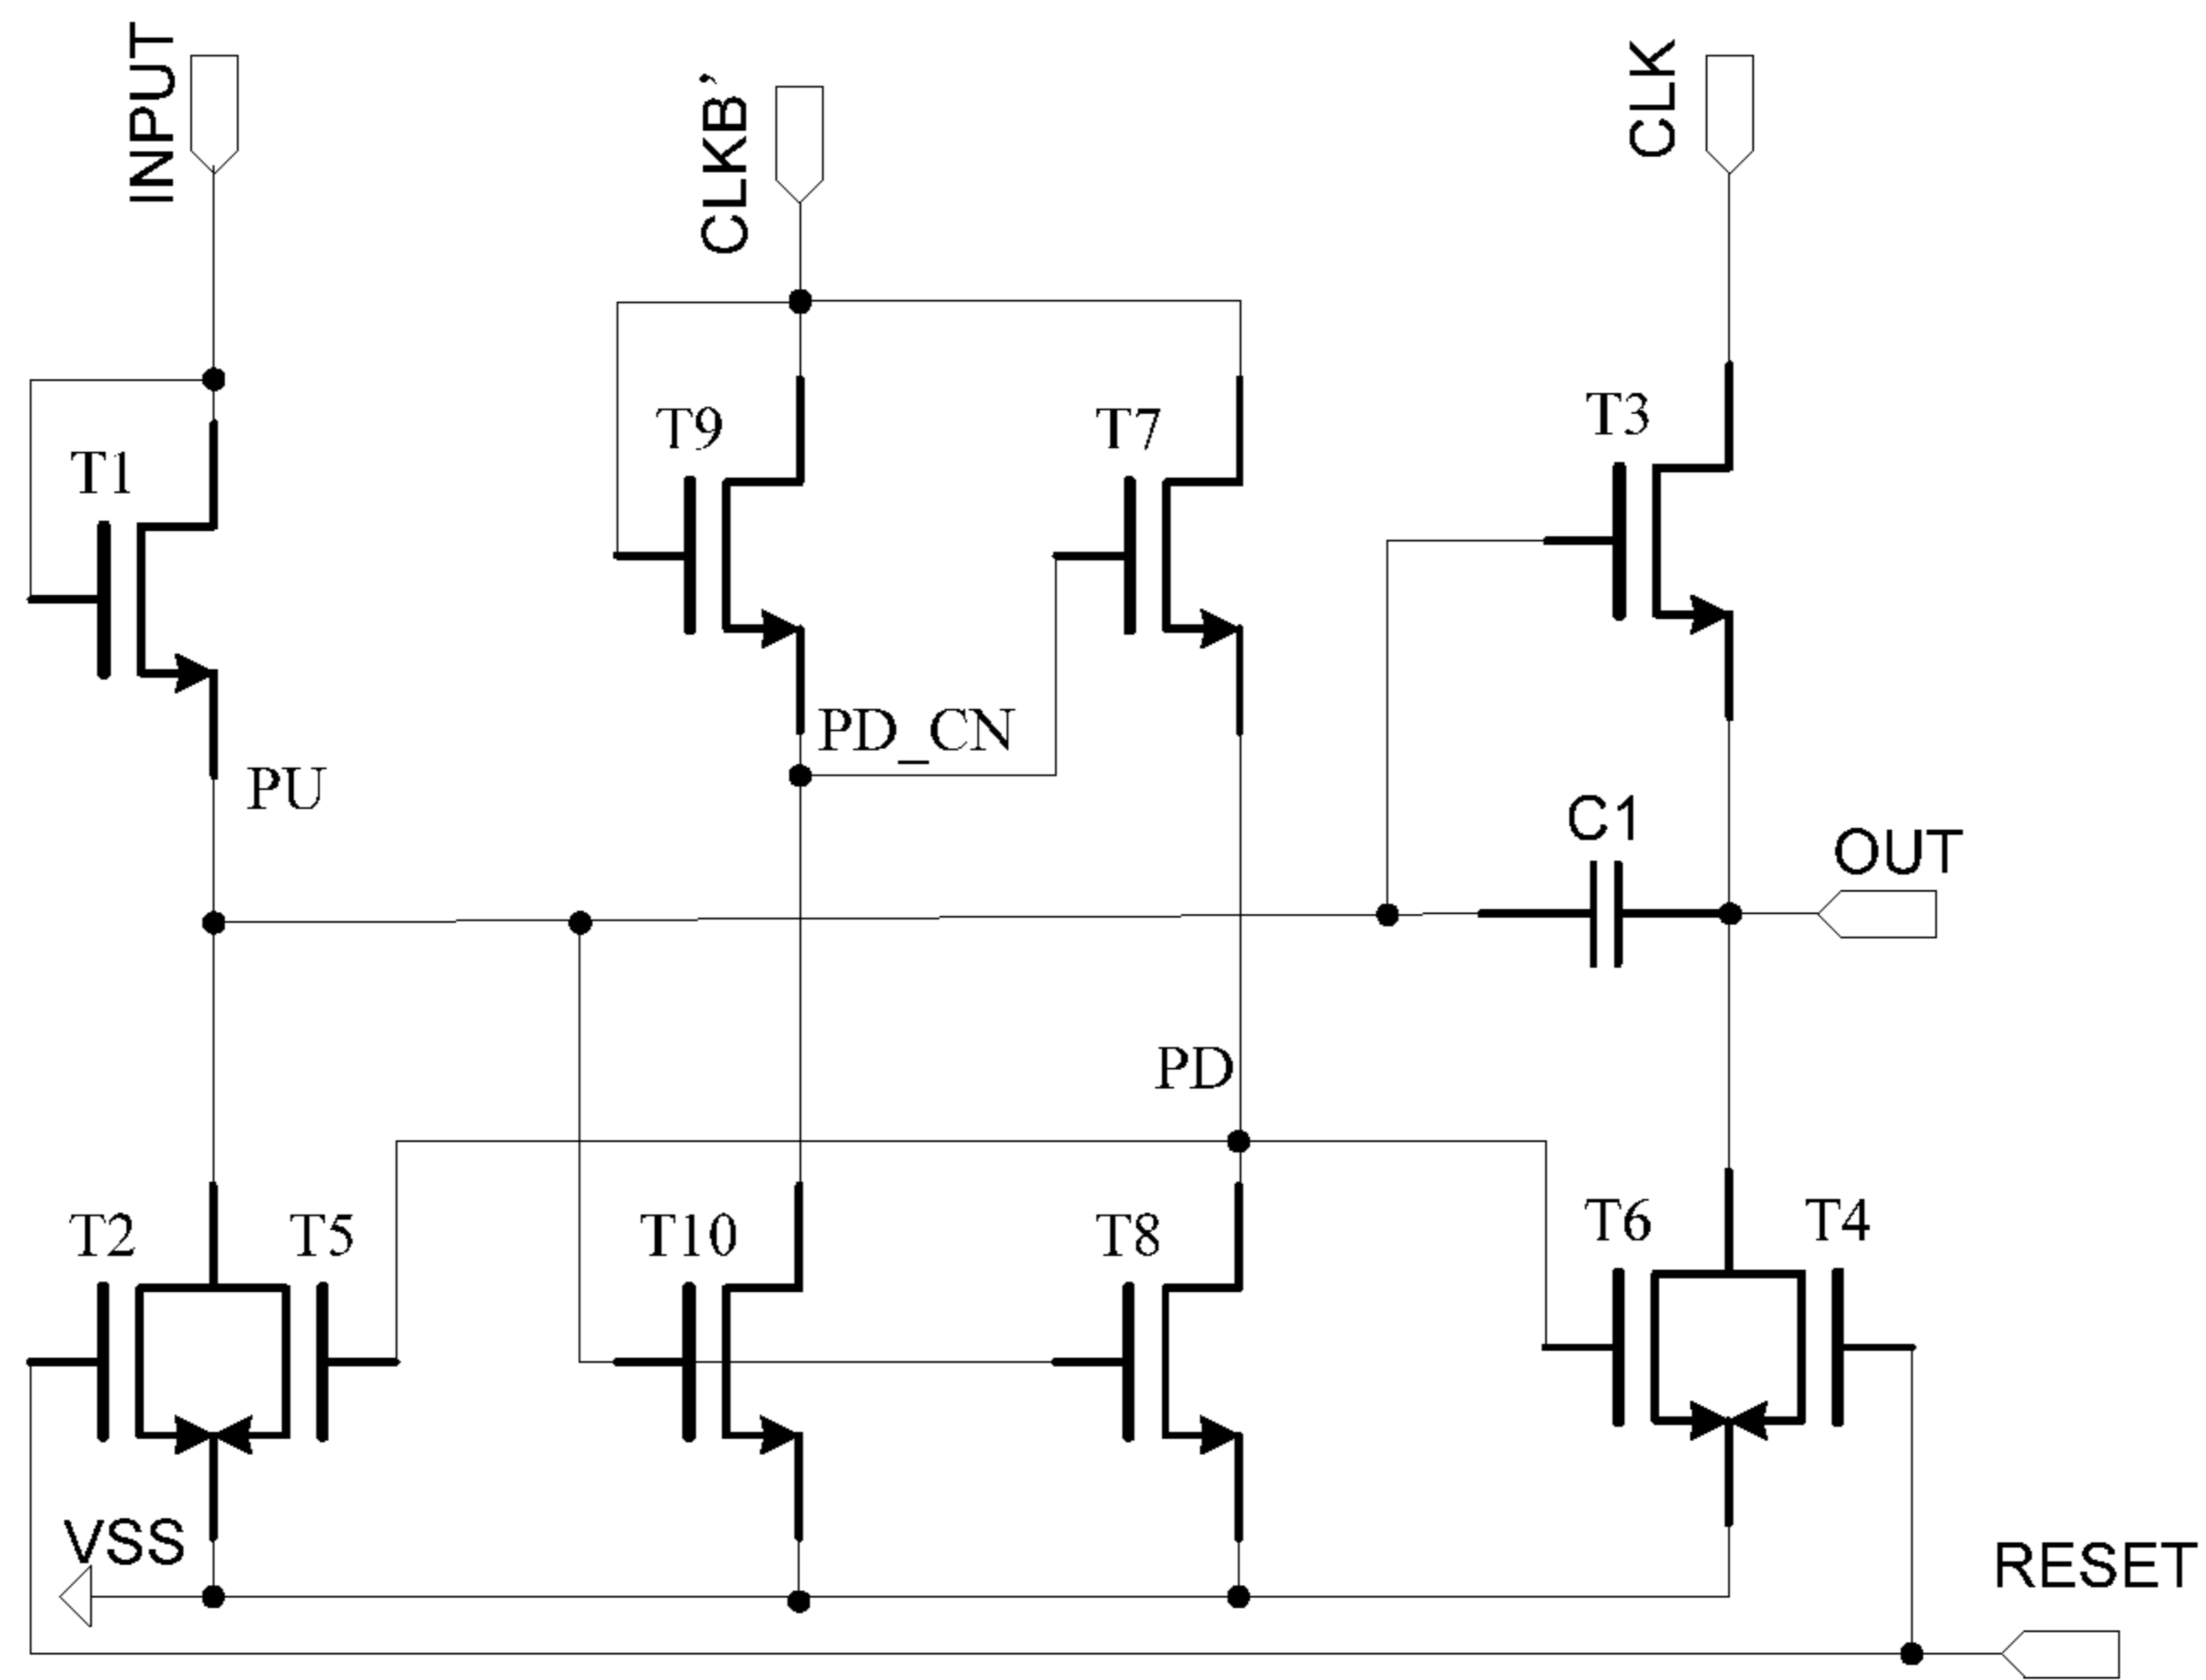 INPUT
CLKB’
CLK
T1
T9
T7
T3
PU
PD_CN
C1
OUT
PD
T2
T5
T10
T8
T6
T4
VSS
RESET